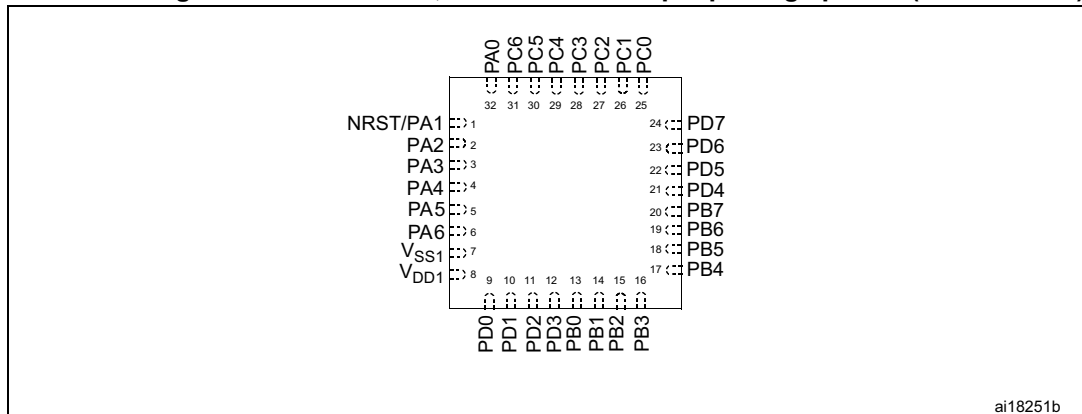 PA0 PC6 PC5 PC4 PC3 PC2 PC1 PC0
32 31 30 29 28 27 26 25
NRST/PA1 1 24 PD7
PA2 2 23 PD6
PA3 3 22 PD5
PA4 4 21 PD4
PA5 5 20 PB7
PA6 6 19 PB6
VSS1 7 18 PB5
VDD1 8 17 PB4
9 10 11 12 13 14 15 16
PD0 PD1 PD2 PD3 PB0 PB1 PB2 PB3
ai18251b